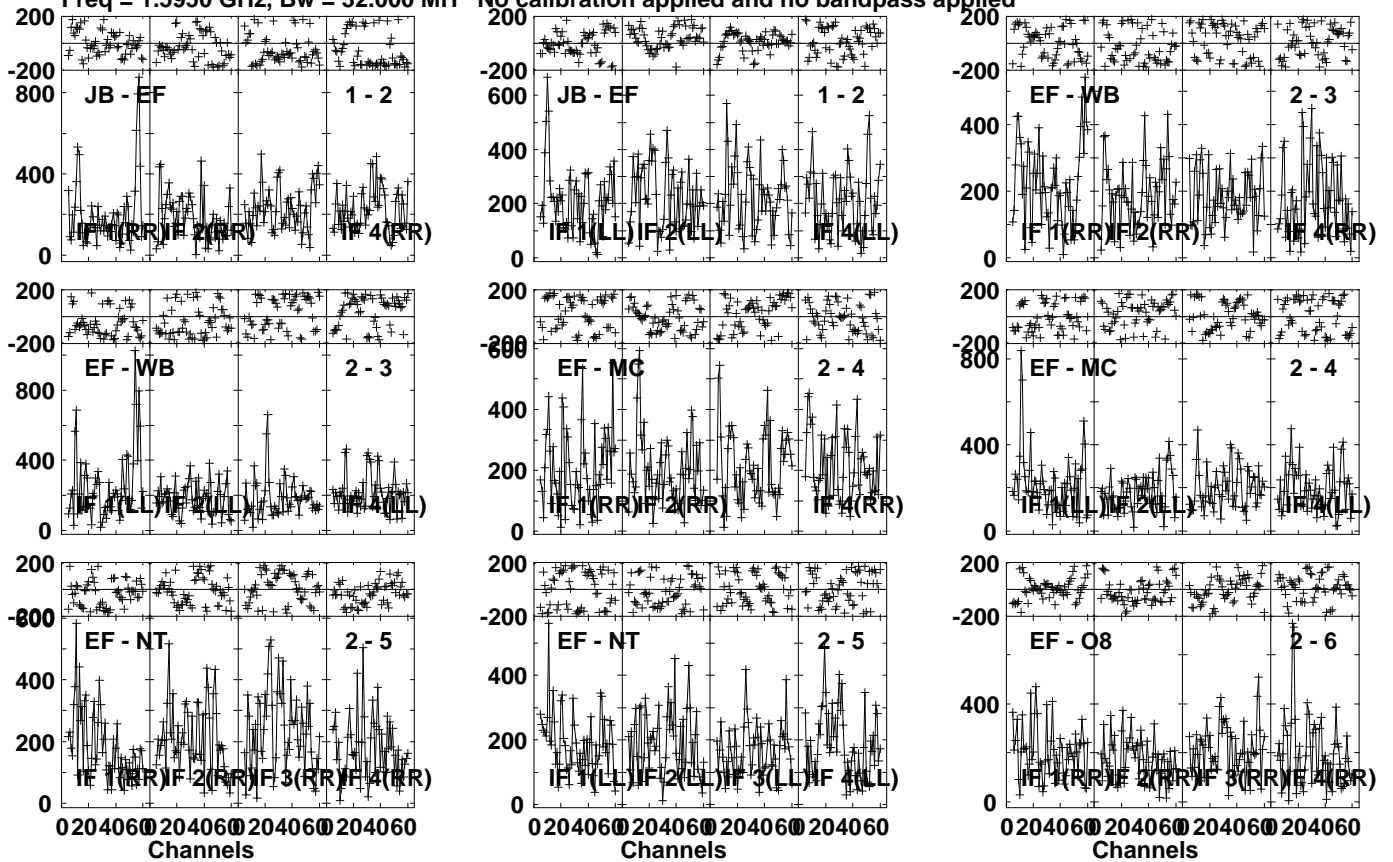 Freq = 1.5950 GHz, Bw = 32.000 MH No calibration applied and no bandpass applied
200
-200
JB - EF 1 - 2
800
400
0
IF 1(RR) IF 2(RR) IF 4(RR)
JB - EF 1 - 2
200
-200
600
400
200
0
IF 1(LL) IF 2(LL) IF 4(LL)
EF - WB 2 - 3
200
-200
400
200
0
IF 1(RR) IF 2(RR) IF 4(RR)
200
-200
EF - WB 2 - 3
800
400
0
IF 1(LL) IF 2(LL) IF 4(LL)
200
-200
600
EF - MC 2 - 4
400
200
0
IF 1(RR) IF 2(RR) IF 4(RR)
200
-200
800
EF - MC 2 - 4
400
0
IF 1(LL) IF 2(LL) IF 4(LL)
200
-200
600
EF - NT 2 - 5
400
200
0
IF 1(RR) IF 2(RR) IF 3(RR) IF 4(RR)
0 20 40 60 0 20 40 60 0 20 40 60 0 20 40 60
Channels
200
-200
EF - NT 2 - 5
400
200
0
IF 1(LL) IF 2(LL) IF 3(LL) IF 4(LL)
0 20 40 60 0 20 40 60 0 20 40 60 0 20 40 60
Channels
200
-200
EF - O8 2 - 6
400
0
IF 1(RR) IF 2(RR) IF 3(RR) IF 4(RR)
0 20 40 60 0 20 40 60 0 20 40 60 0 20 40 60
Channels